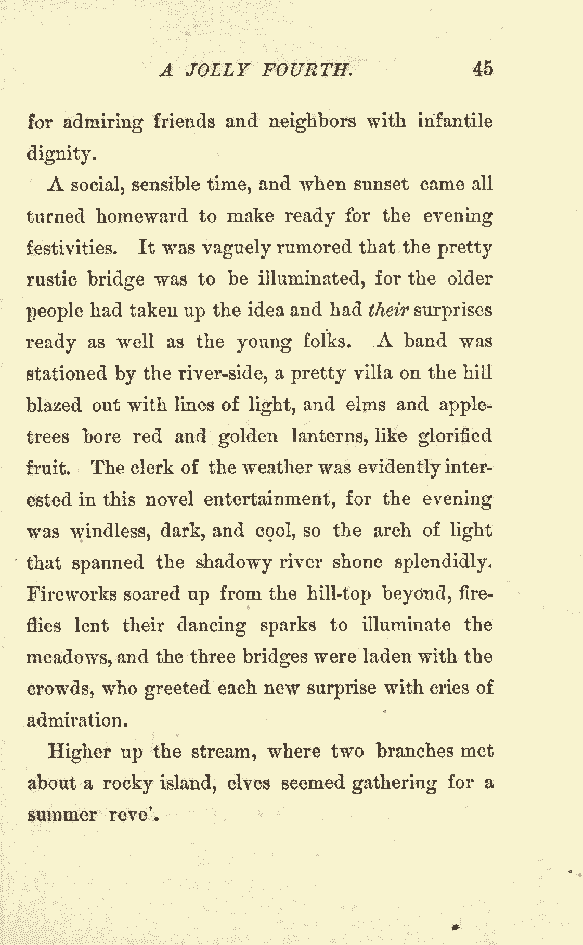 A JOLLY FOURTH. 45
for admiring friends and neighbors with infantile
dignity.
A social, sensible time, and when sunset came all
turned homeward to make ready for the evening
festivities. It was vaguely rumored that the pretty
rustic bridge was to be illuminated, for the older
people had taken up the idea and had their surprises
ready as well as the young folks. A band was
stationed by the river-side, a pretty villa on the hill
blazed out with lines of light, and elms and apple-
trees bore red and golden lanterns, like glorified
fruit. The clerk of the weather was evidently inter-
ested in this novel entertainment, for the evening
was windless, dark, and cool, so the arch of light
that spanned the shadowy river shone splendidly.
Fireworks soared up from the hill-top beyond, fire-
flies lent their dancing sparks to illuminate the
meadows, and the three bridges were laden with the
crowds, who greeted each new surprise with cries of
admiration.
Higher up the stream, where two branches met
about a rocky island, elves seemed gathering for a
summer reve'.